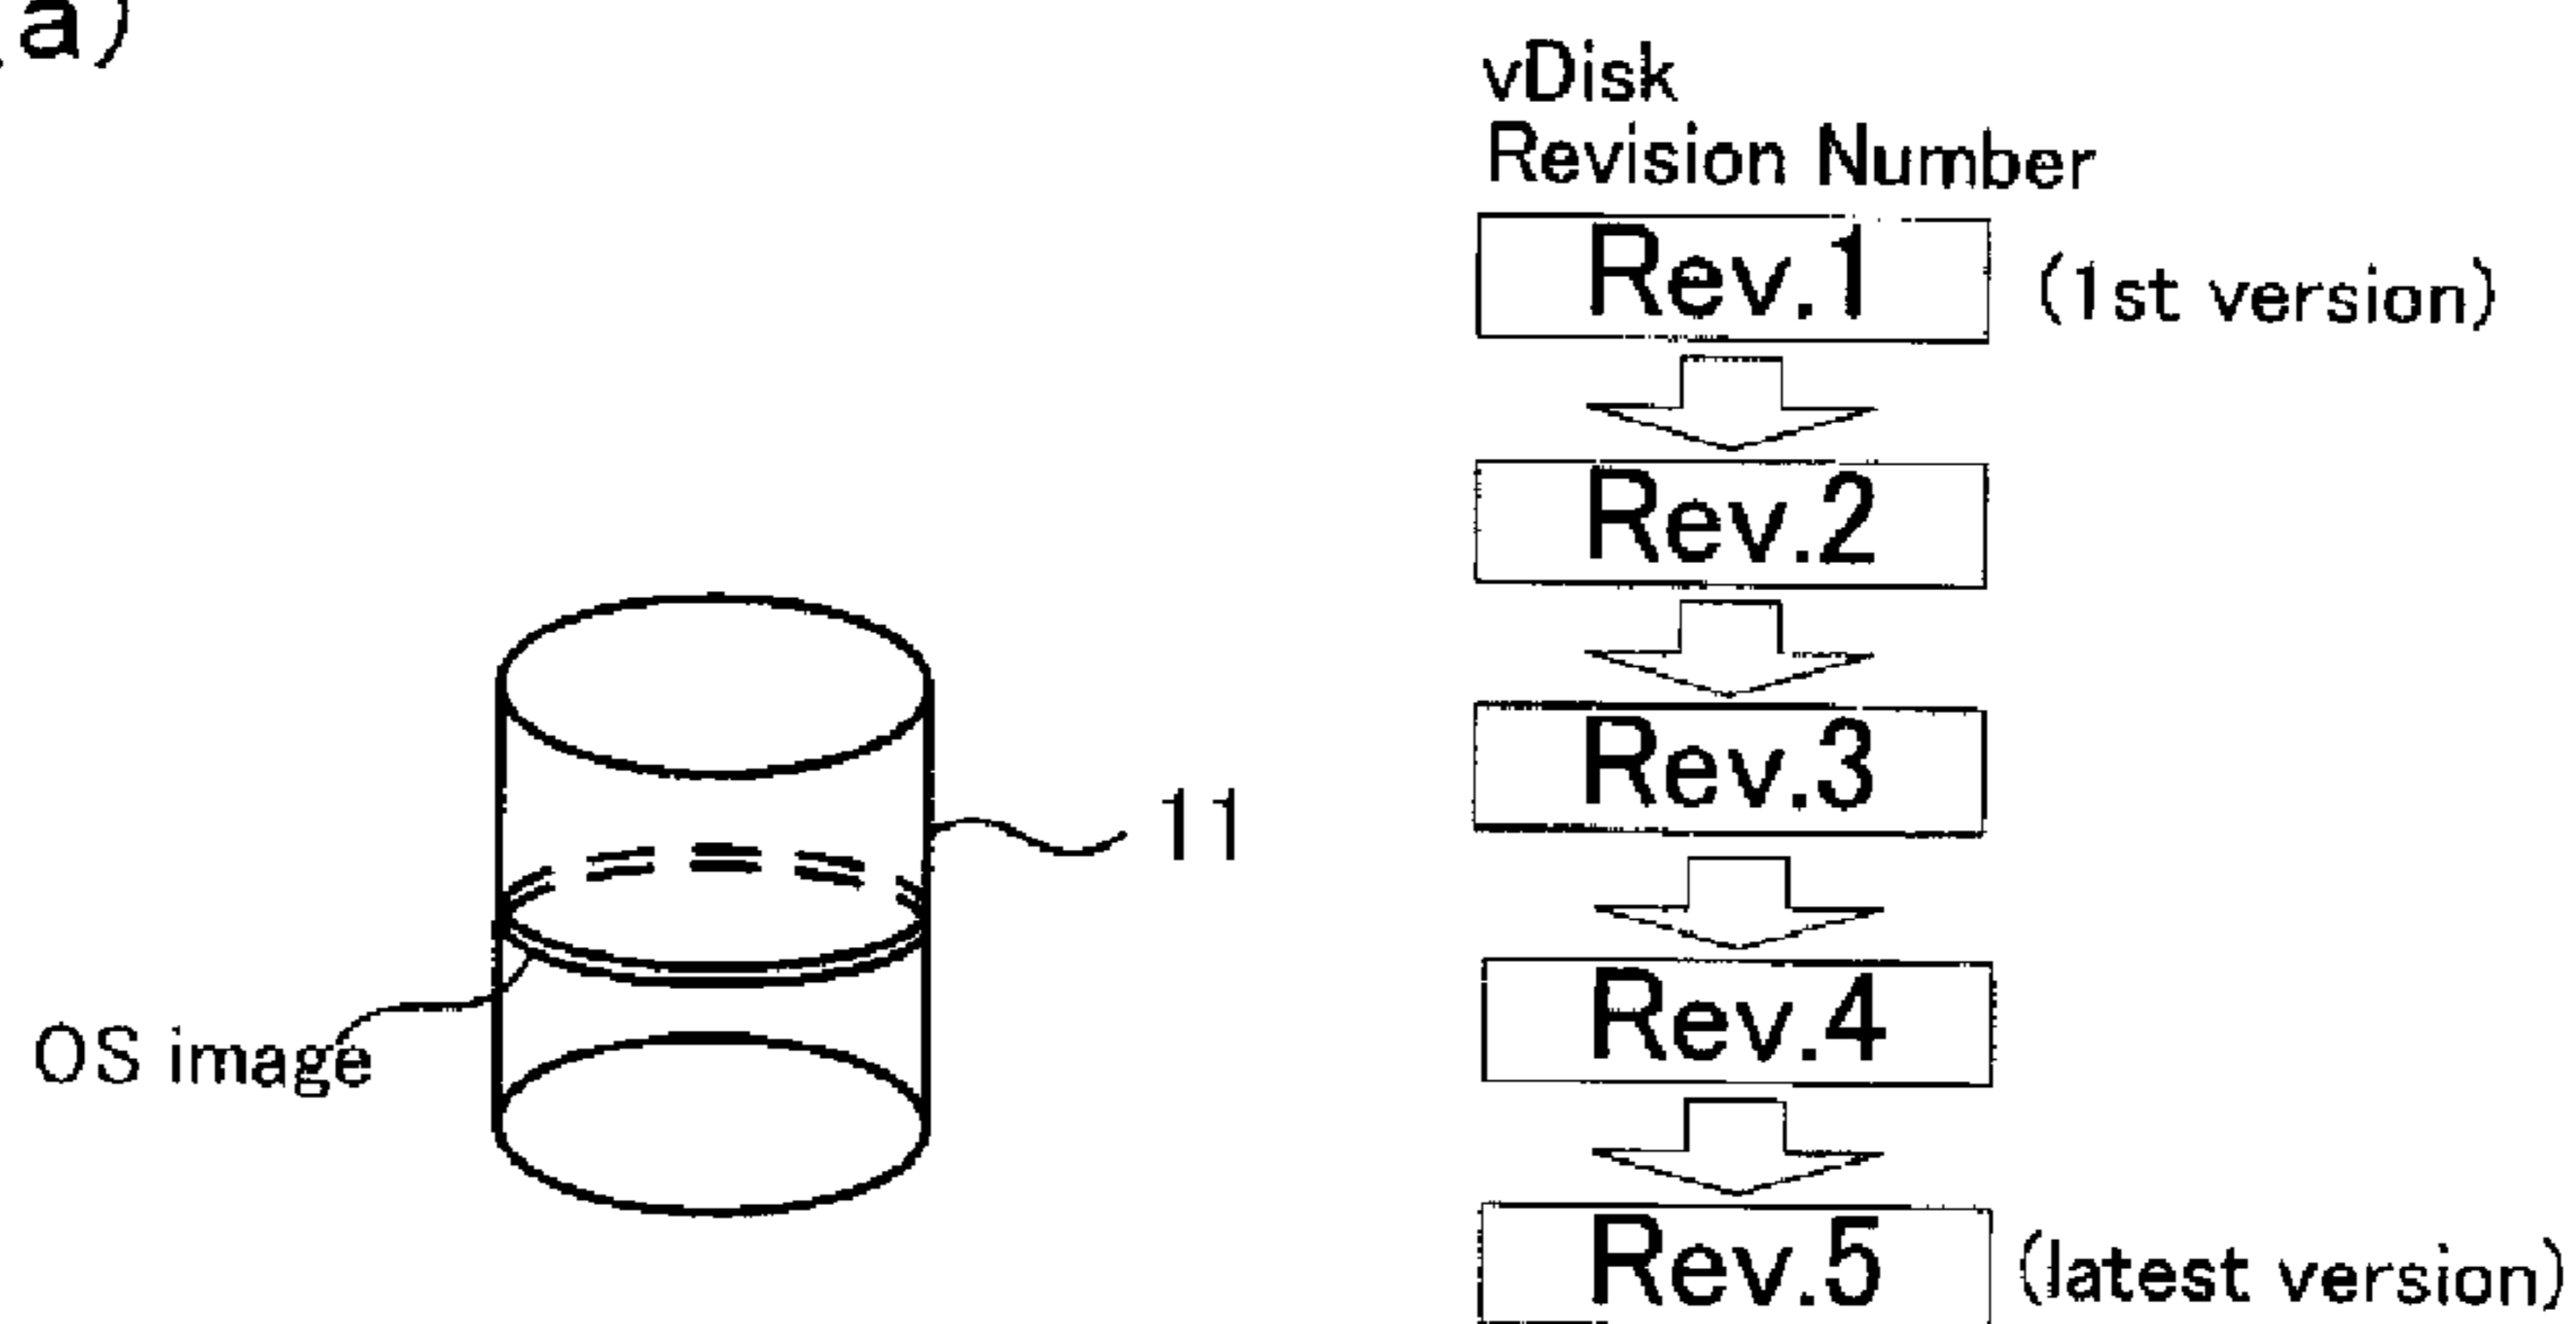 a)
vDisk
Revision Number
Rev.1 (1st version)
Rev.2
Rev.3
11
Rev.4
OS image
Rev.5 (latest version)